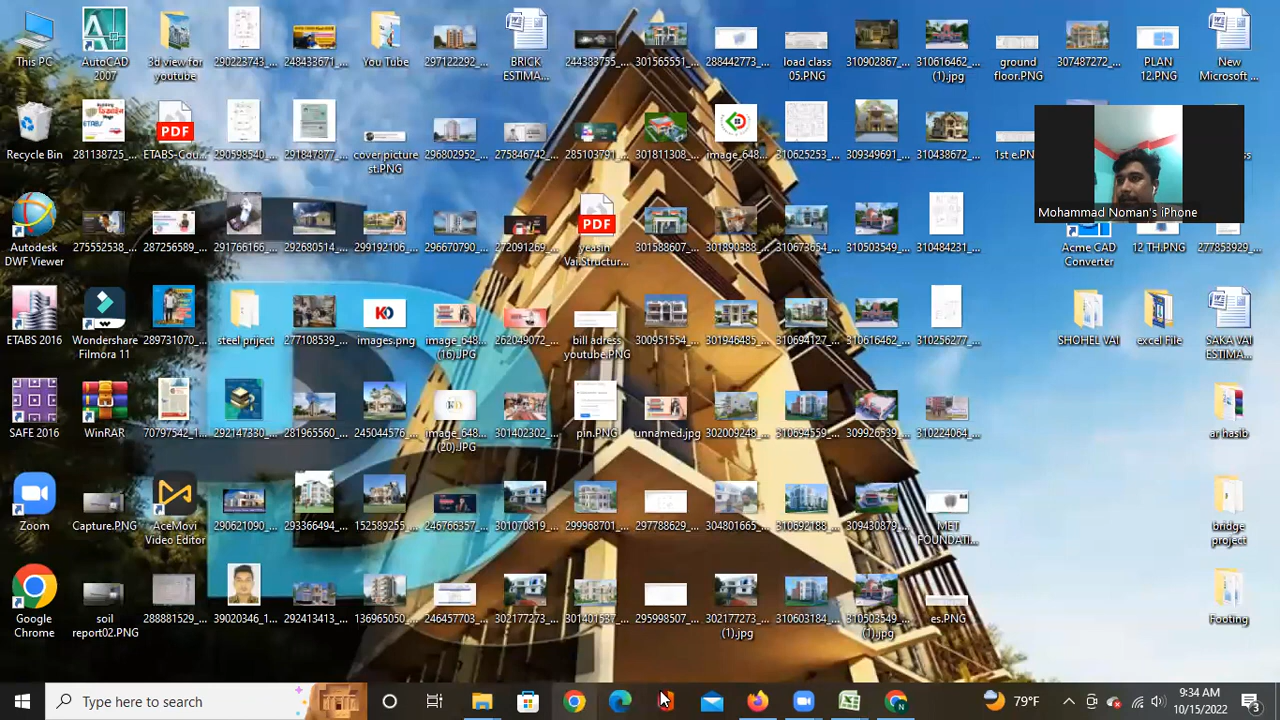 This PC
AutoCAD
2007
3d view for
youtube
290223743_...
248433671_...
You Tube
297122292_...
BRICK
ESTIMA...
244383755_...
301565551_...
288442773_...
load class
05.PNG
310902867_...
310616462_...
(1).jpg
ground
floor.PNG
307487272_...
PLAN
12.PNG
New
Microsoft ...
Recycle Bin
281138725_...
PDF
ETABS-Cou...
290598540_...
291847877_...
cover picture
est.PNG
296802952_...
275846742_...
285103791_...
301811308_...
image_648...
310625253_...
309349691_...
310438672_...
1st e.PN
Mohammad Noman's iPhone
Autodesk
DWF Viewer
275552538_...
287256589_...
291766166_...
292680514_...
299192106_...
296670790_...
272091269_...
PDF
yeasin
Vai.Structur...
301588607_...
301890388_...
310673654_...
310503549_...
310484231_...
Acme CAD
Converter
12 TH.PNG
277853929_...
ETABS 2016
Wondershare
Filmora 11
289731070_...
steel priject
277108539_...
KD
images.png
image_648...
(16).JPG
262049072_...
bill adress
youtube.PNG
300951554_...
301946485_...
310694127_...
310616462_...
310256277_...
SHOHEL VAI
excel File
SAKA VAI
ESTIMA...
SAFE 2016
WinRAR
70797542_1...
292147330_...
281965560_...
245044576_...
image_648...
(20).JPG
301402302_...
pin.PNG
unnamed.jpg
302009248_...
310694559_...
309926539_...
310224064_...
ar hasib
Zoom
Capture.PNG
AceMovi
Video Editor
290621090_...
293366494_...
152589255_...
246766357_...
301070819_...
299968701_...
297788629_...
304801665_...
310692188_...
309430879_...
MET
FOUNDATI...
bridge
project
Google
Chrome
soil
report02.PNG
288881529_...
39020346_1...
292413413_...
136965050_...
246457703_...
302177273_...
301401537_...
295998507_...
302177273_...
(1).jpg
310603184_...
310503549_...
(1).jpg
es.PNG
Footing
Type here to search
79°F
9:34 AM
10/15/2022
3